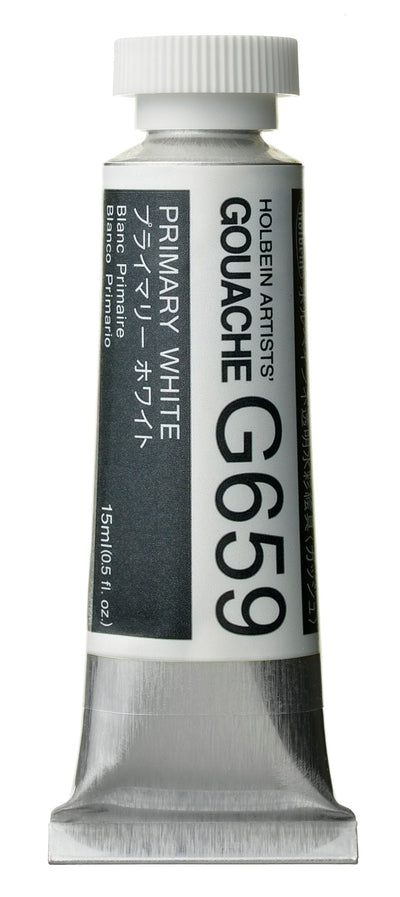 HOLBEIN ARTISTS'
GOUACHE G659
PRIMARY WHITE
プライマリー ホワイト
Blanc Primaire
Blanco Primario
15ml(0.5 fl. oz.)